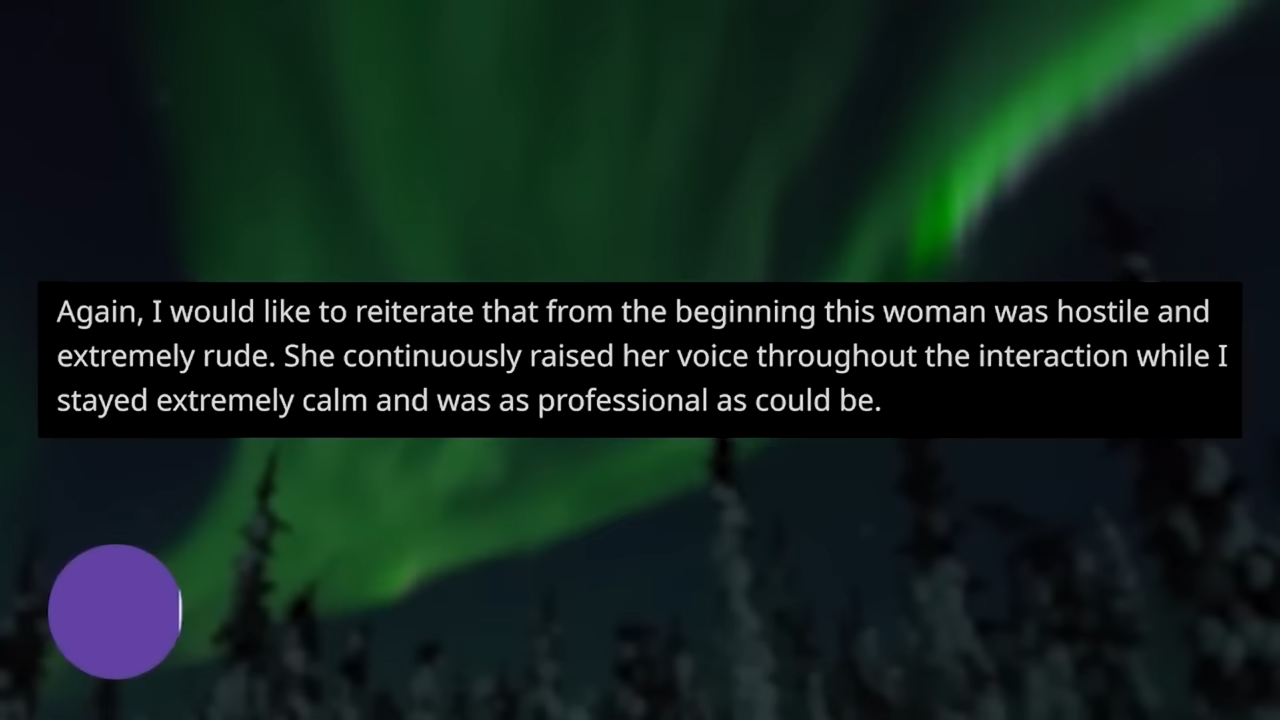 Again, I would like to reiterate that from the beginning this woman was hostile and
extremely rude. She continuously raised her voice throughout the interaction while I
stayed extremely calm and was as professional as could be.